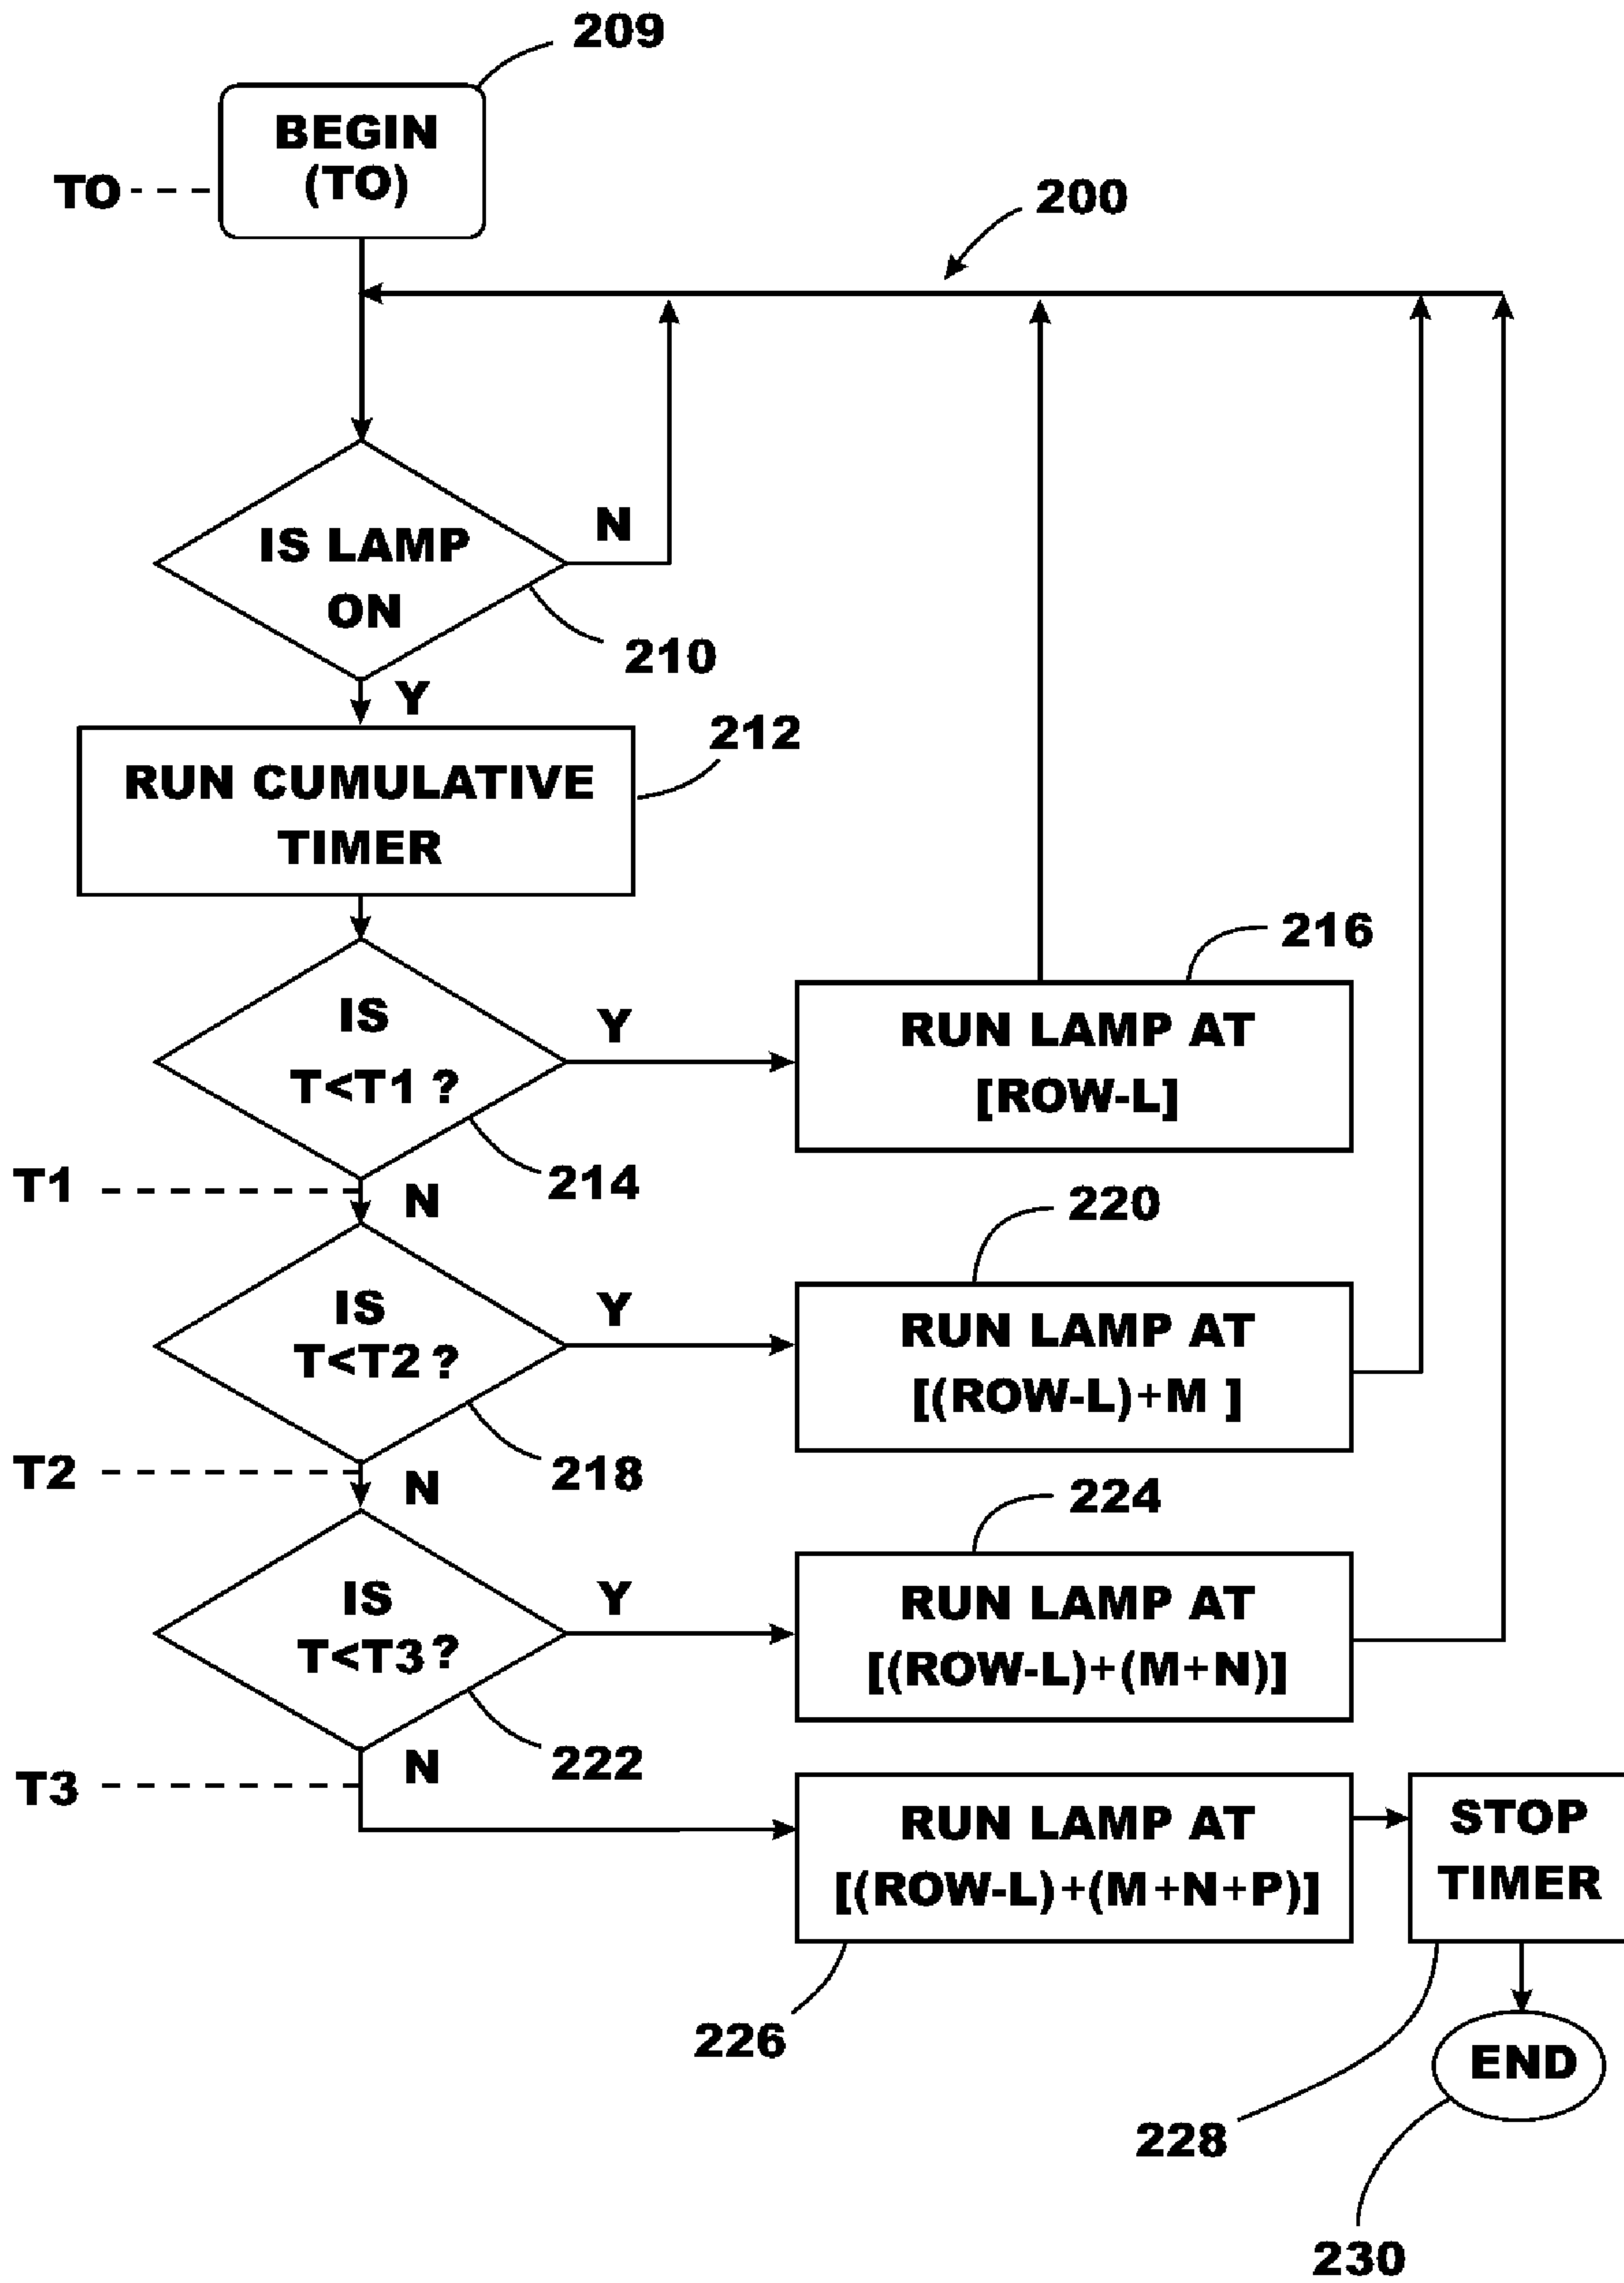 209
BEGIN
(TO)
TO
200
IS LAMP
ON
N
210
Y
212
RUN CUMULATIVE
TIMER
216
IS
T<T1 ?
Y
RUN LAMP AT
[ROW-L]
214
T1
N
220
IS
T<T2 ?
Y
RUN LAMP AT
[(ROW-L)+M ]
218
T2
N
224
IS
T<T3 ?
Y
RUN LAMP AT
[(ROW-L)+(M+N)]
222
T3
N
RUN LAMP AT
[(ROW-L)+(M+N+P)]
STOP
TIMER
226
END
228
230